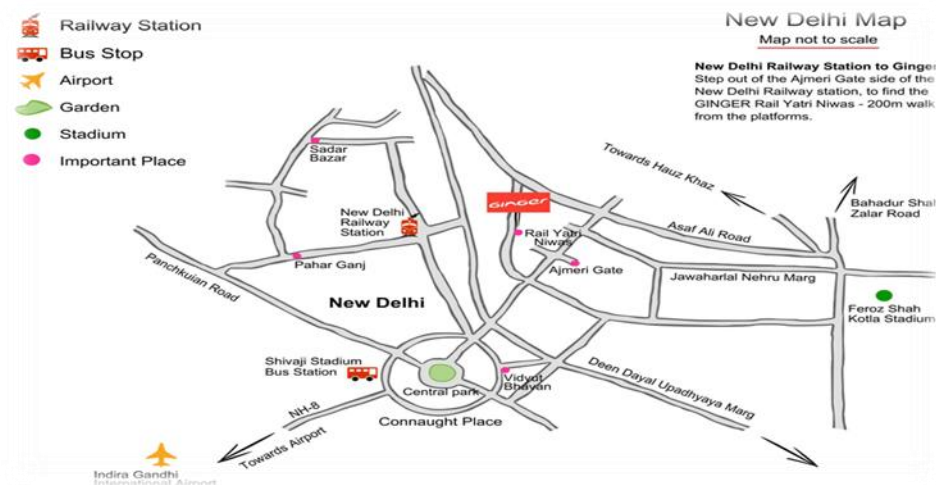 Railway Station
Bus Stop
Airport
Garden
Stadium
Important Place
New Delhi Map
Map not to scale
New Delhi Railway Station to Ginger
Step out of the Ajmeri Gate side of the
New Delhi Railway station, to find the
GINGER Rail Yatri Niwas - 200m walk
from the platforms.
Sadar
Bazar
Towards Hauz Khaz
Bahadur Shah
Zalar Road
GINGER
New Delhi
Railway
Station
Rail Yatri
Niwas
Asaf Ali Road
Pahar Ganj
Ajmeri Gate
Jawaharlal Nehru Marg
Panchkuian Road
New Delhi
Feroz Shah
Kotla Stadium
Shivaji Stadium
Bus Station
Central park
Vidyut
Bhavan
Deen Dayal Upadhyaya Marg
NH-8
Connaught Place
Towards Airport
Indira Gandhi
International Airport